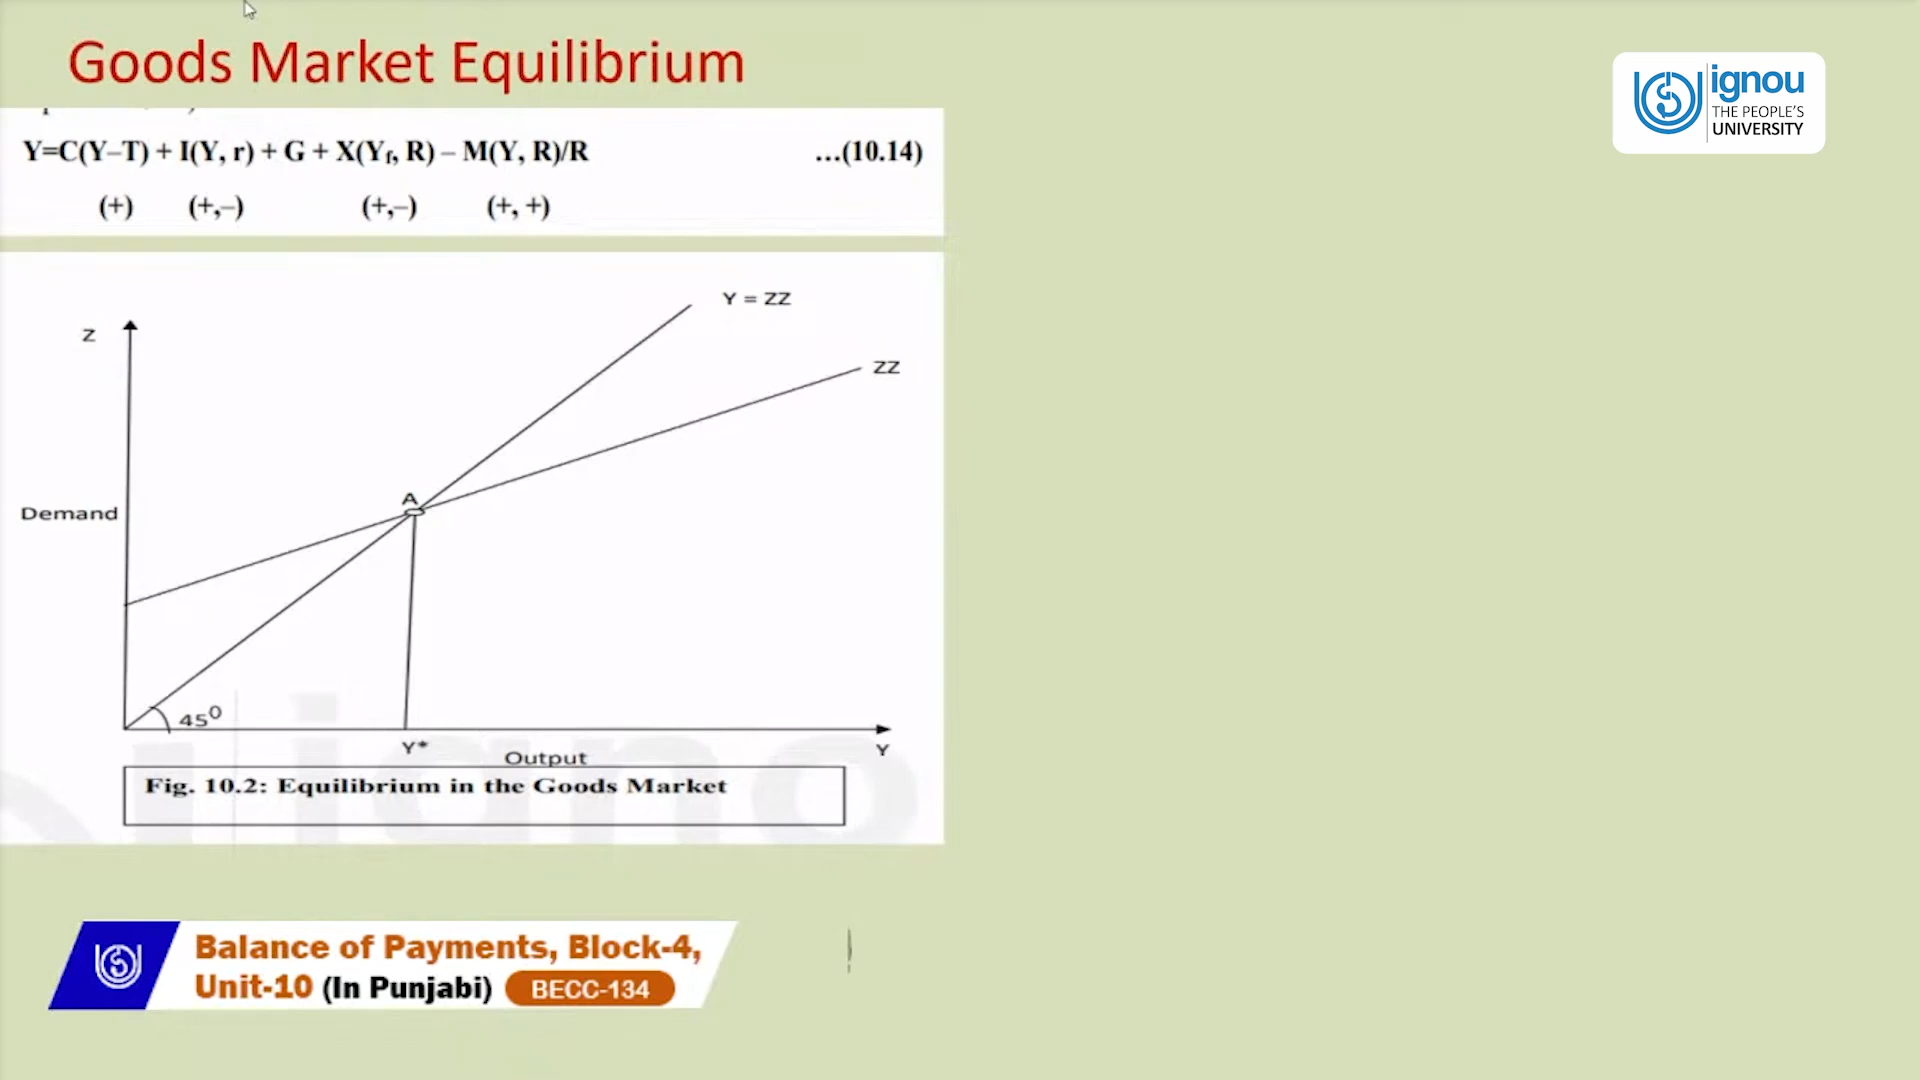 Goods Market Equilibrium
ignou
THE PEOPLE'S
UNIVERSITY
Y=C(Y–T) + I(Y, r) + G + X(Yf, R) – M(Y, R)/R ...(10.14)
(+) (+,–) (+,–) (+, +)
Y = ZZ
Z
ZZ
A
Demand
45⁰
Y*
Y
Output
Fig. 10.2: Equilibrium in the Goods Market
Balance of Payments, Block-4,
Unit-10 (In Punjabi) BECC-134